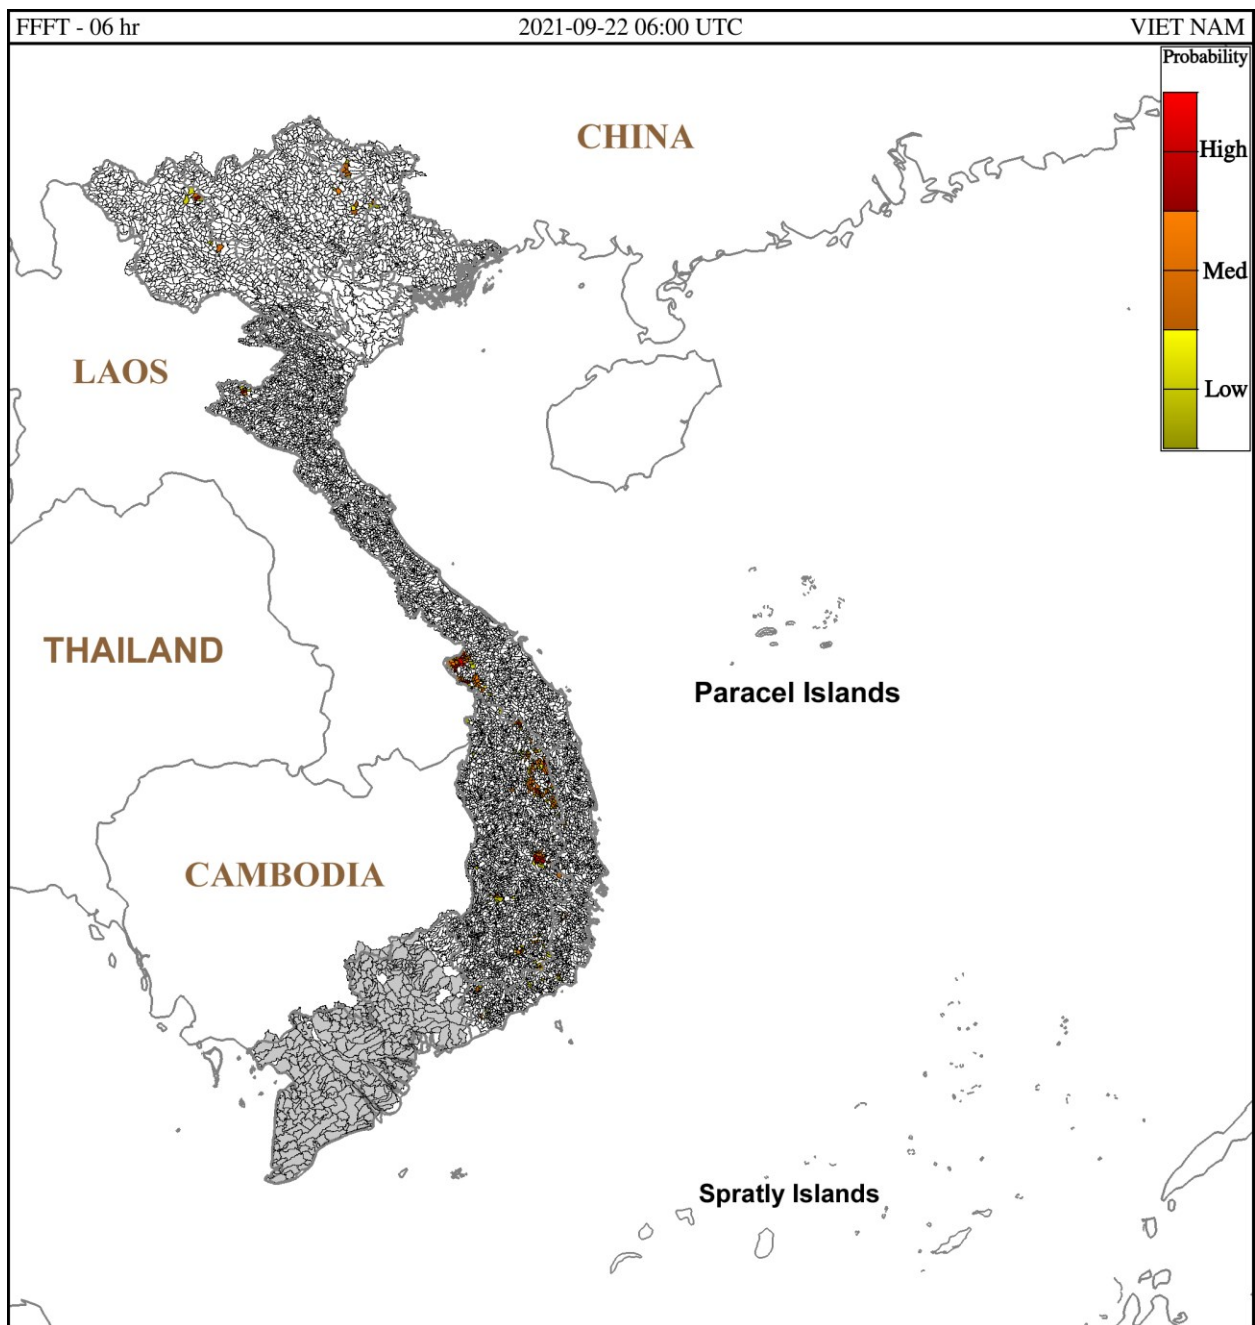 FFFT - 06 hr 2021-09-22 06:00 UTC VIET NAM
Probability
CHINA
High
Med
LAOS
Low
THAILAND
Paracel Islands
CAMBODIA
Spratly Islands